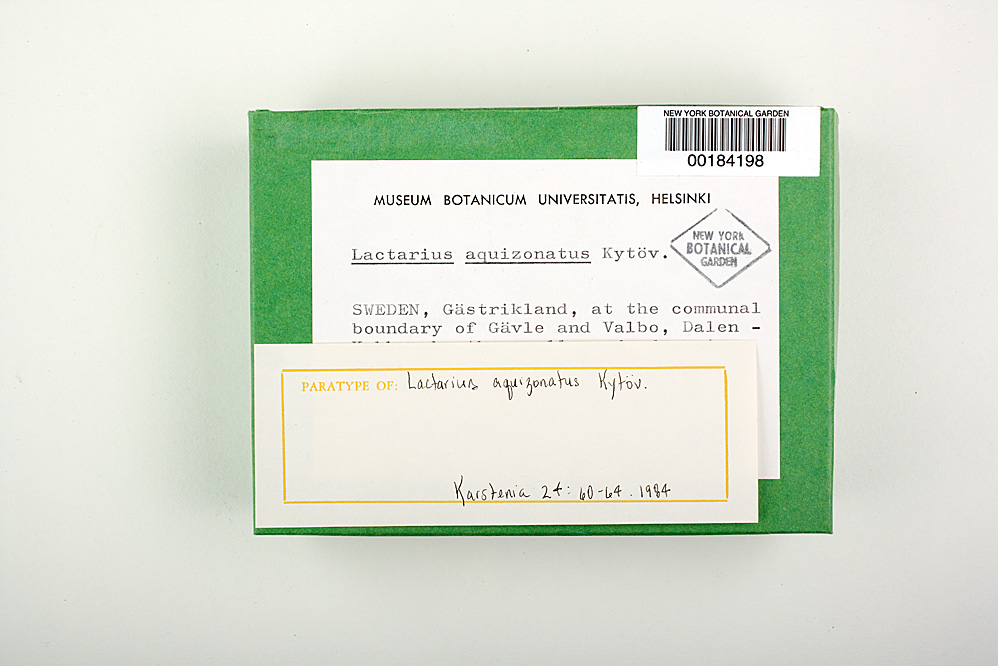 NEW YORK BOTANICAL GARDEN
00184198
MUSEUM BOTANICUM UNIVERSITATIS, HELSINKI
NEW YORK
BOTANICAL
GARDEN
Lactarius aquizonatus Kytöv.
SWEDEN, Gästrikland, at the communal
boundary of Gävle and Valbo, Dalen -
PARATYPE OF: Lactarius aquizonatus Kytöv.
Karstenia 24: 60-64. 1984